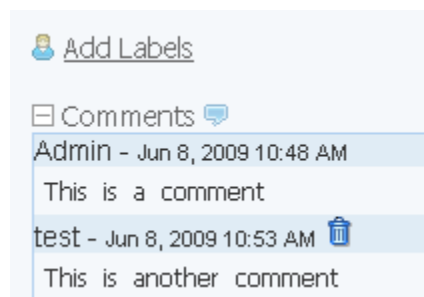 Add Labels
Comments
Admin - Jun 8, 2009 10:48 AM
This is a comment
test - Jun 8, 2009 10:53 AM
This is another comment